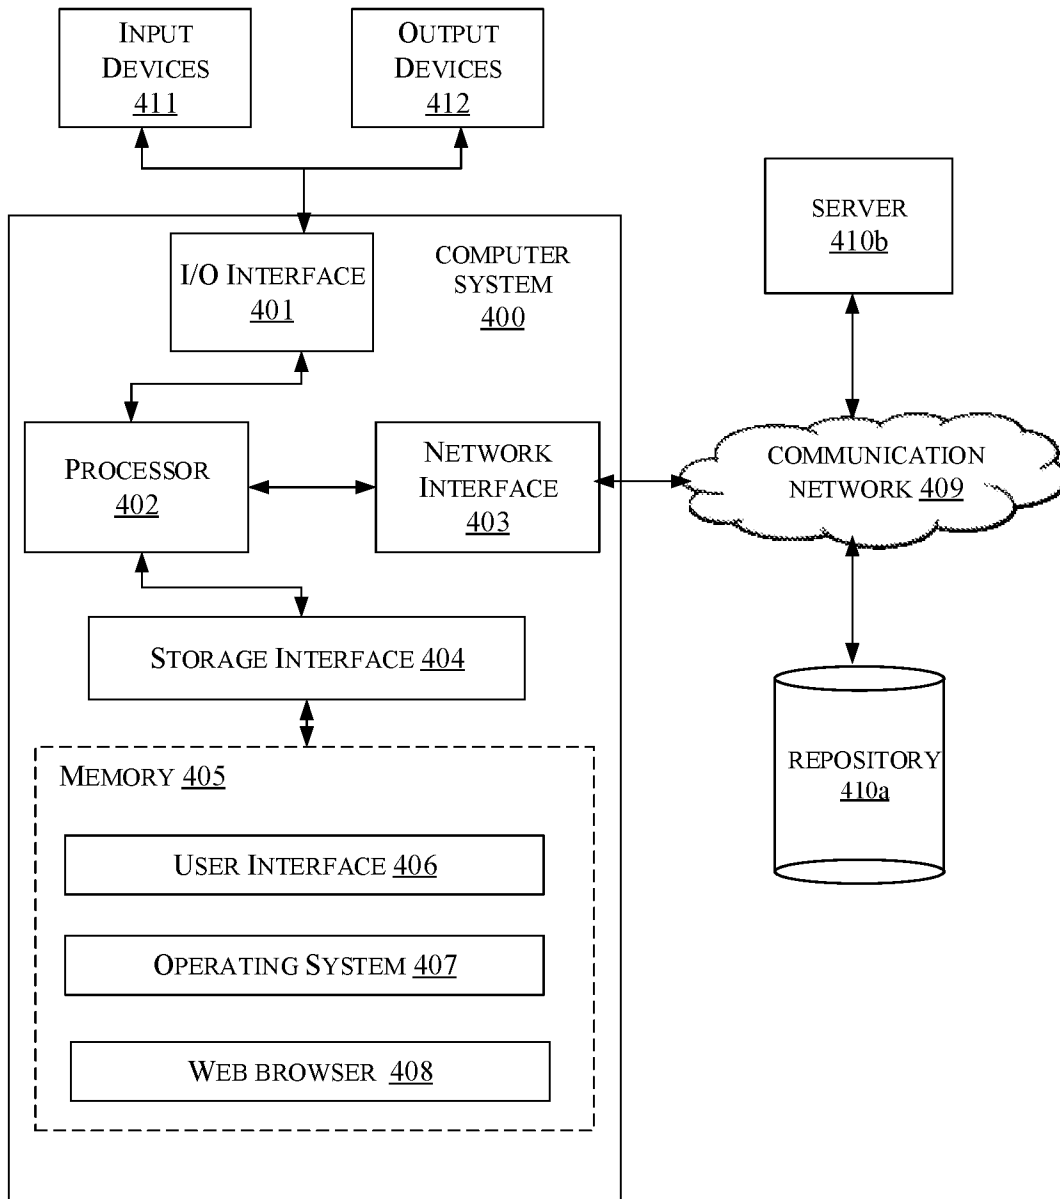 INPUT
DEVICES
411
OUTPUT
DEVICES
412
SERVER
410b
I/O INTERFACE
401
COMPUTER
SYSTEM
400
PROCESSOR
402
NETWORK
INTERFACE
403
COMMUNICATION
NETWORK 409
STORAGE INTERFACE 404
MEMORY 405
REPOSITORY
410a
USER INTERFACE 406
OPERATING SYSTEM 407
WEB BROWSER 408